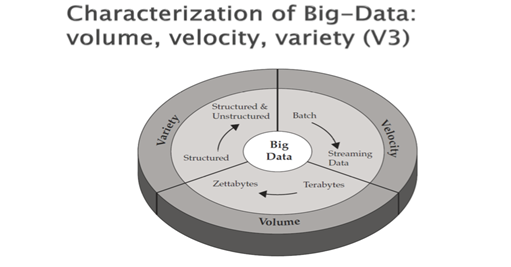 Characterization of Big-Data:
volume, velocity, variety (V3)
Structured &
Unstructured
Batch
Variety
Velocity
Big
Data
Structured
Streaming
Data
Zettabytes
Terabytes
Volume